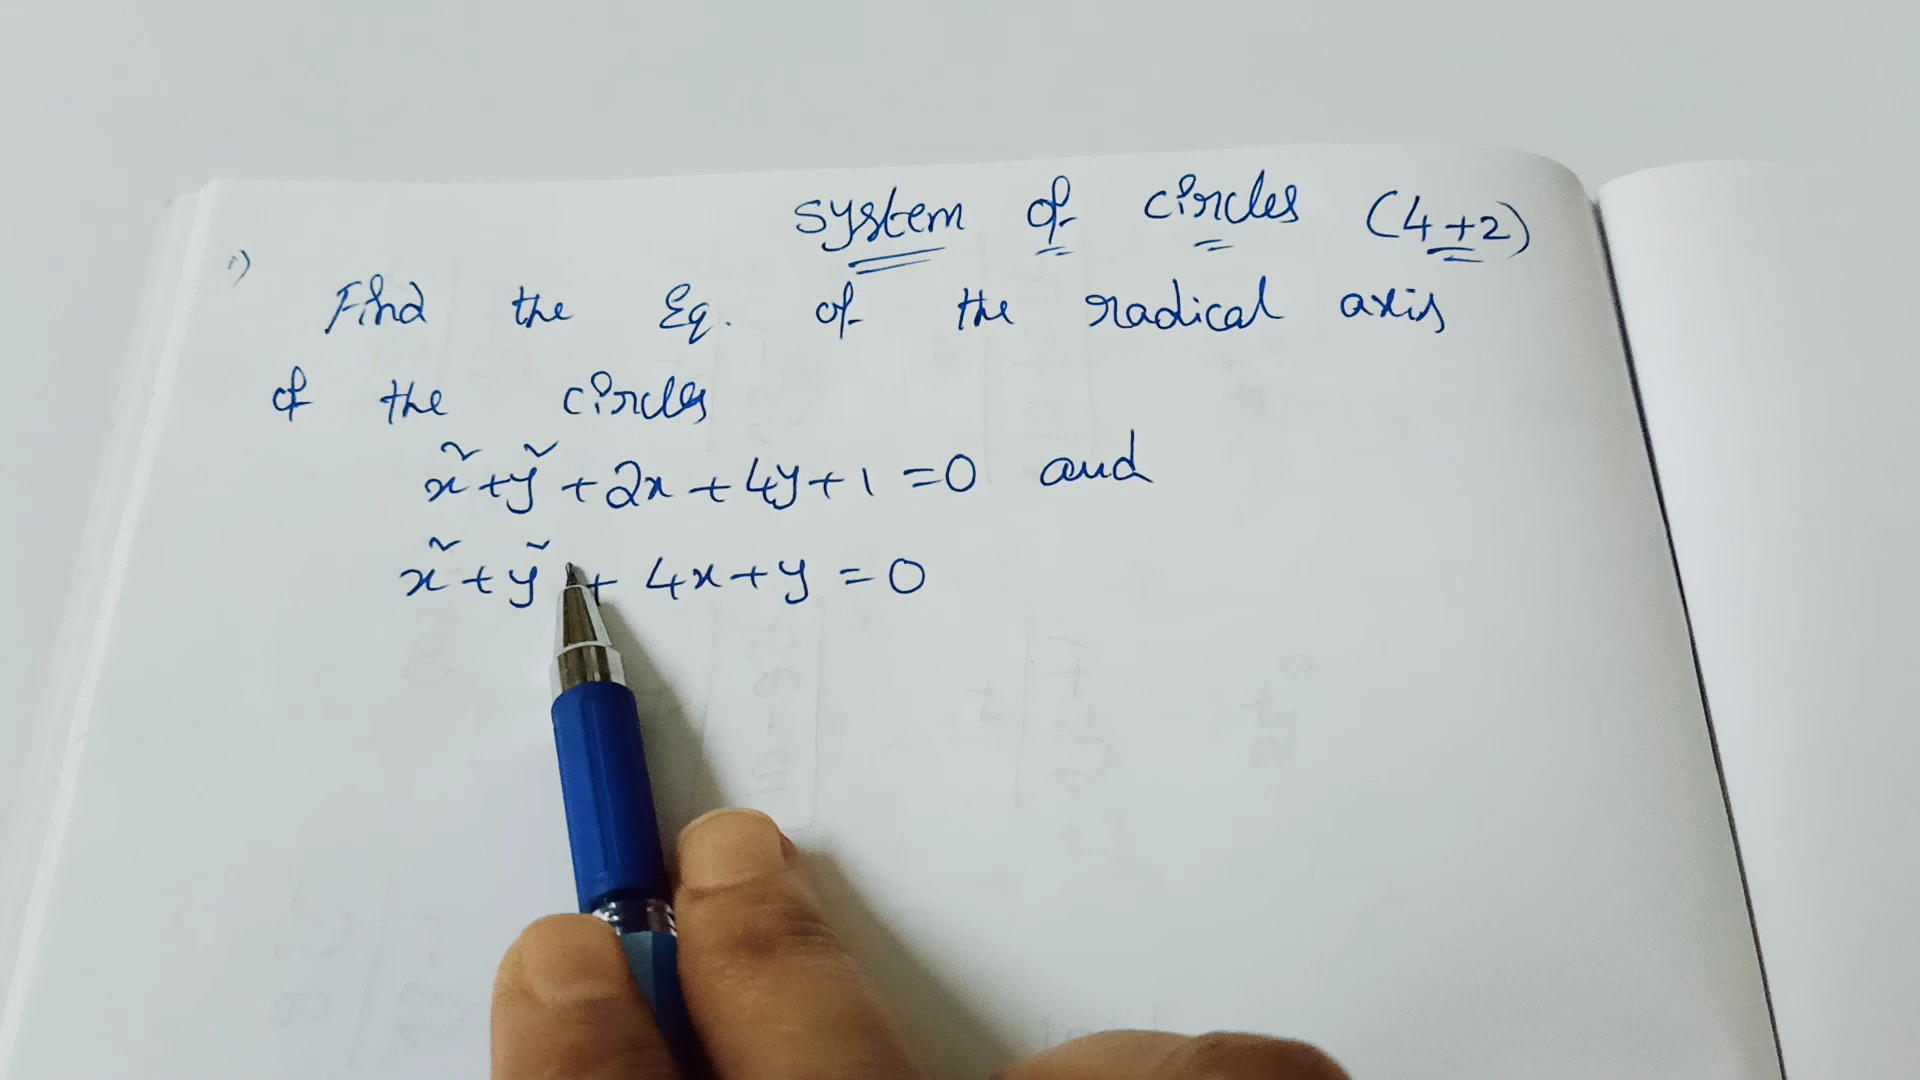 System of circles (4+2)
1) Find the Eq. of the radical axis
of the circles
x²+y²+2x+4y+1=0 and
x²+y²+4x+y=0